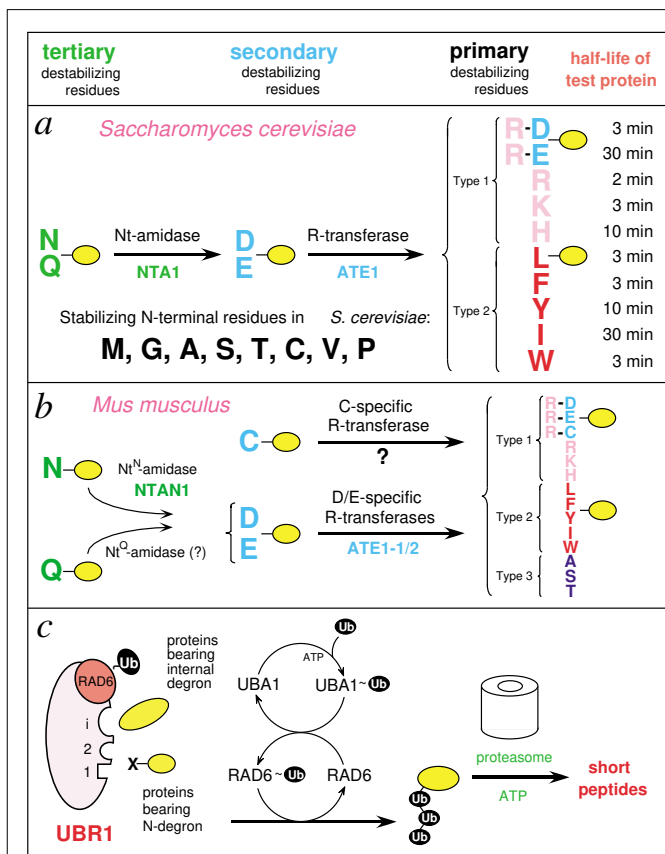 tertiary
destabilizing
residues
secondary
destabilizing
residues
primary
destabilizing
residues
half-life of
test protein
a
Saccharomyces cerevisiae
N
Q
Nt-amidase
NTA1
D
E
R-transferase
ATE1
Type 1
R-D 3 min
R-E 30 min
R 2 min
K 3 min
H 10 min
Type 2
L 3 min
F 3 min
Y 10 min
I 30 min
W 3 min
Stabilizing N-terminal residues in S. cerevisiae:
M, G, A, S, T, C, V, P
b
Mus musculus
C
C-specific
R-transferase
?
N
Nt^N-amidase
NTAN1
Q
Nt^Q-amidase (?)
D
E
D/E-specific
R-transferases
ATE1-1/2
Type 1
R-D
R-E
R-C
R
K
H
Type 2
L
F
Y
I
W
Type 3
A
S
T
c
RAD6
Ub
i
2
1
UBR1
proteins
bearing
internal
degron
X
proteins
bearing
N-degron
Ub
ATP
UBA1
UBA1~Ub
RAD6~Ub
RAD6
Ub
Ub
Ub
proteasome
ATP
short
peptides